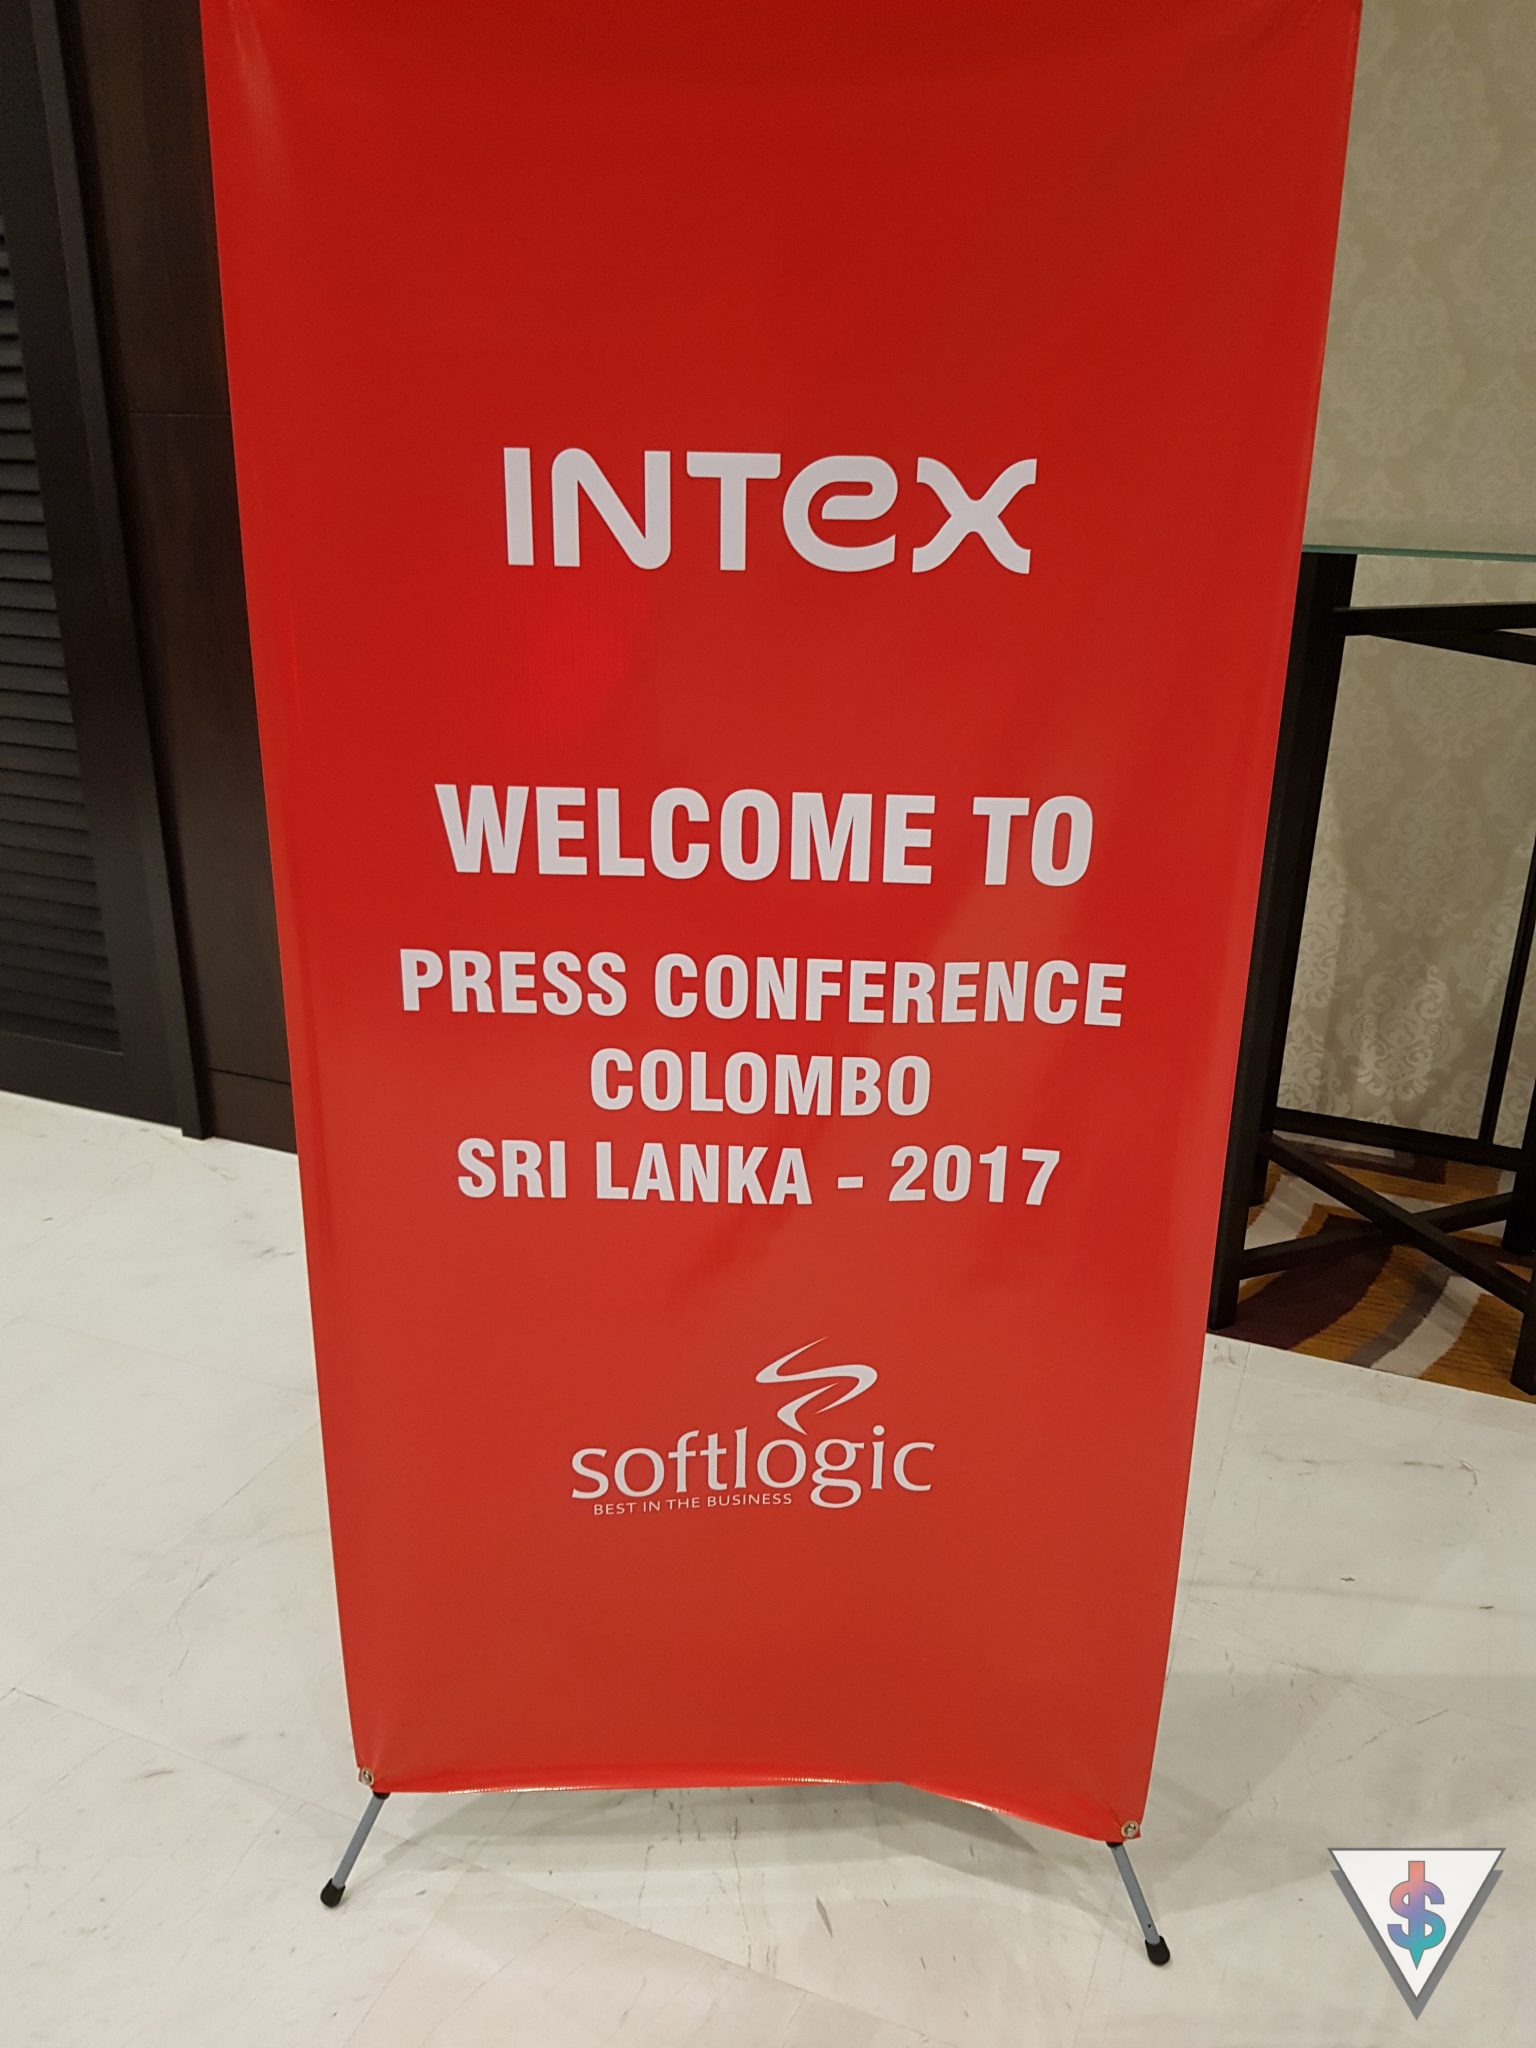 INTEX
WELCOME TO
PRESS CONFERENCE
COLOMBO
SRI LANKA - 2017
softlogic
BEST IN THE BUSINESS
$